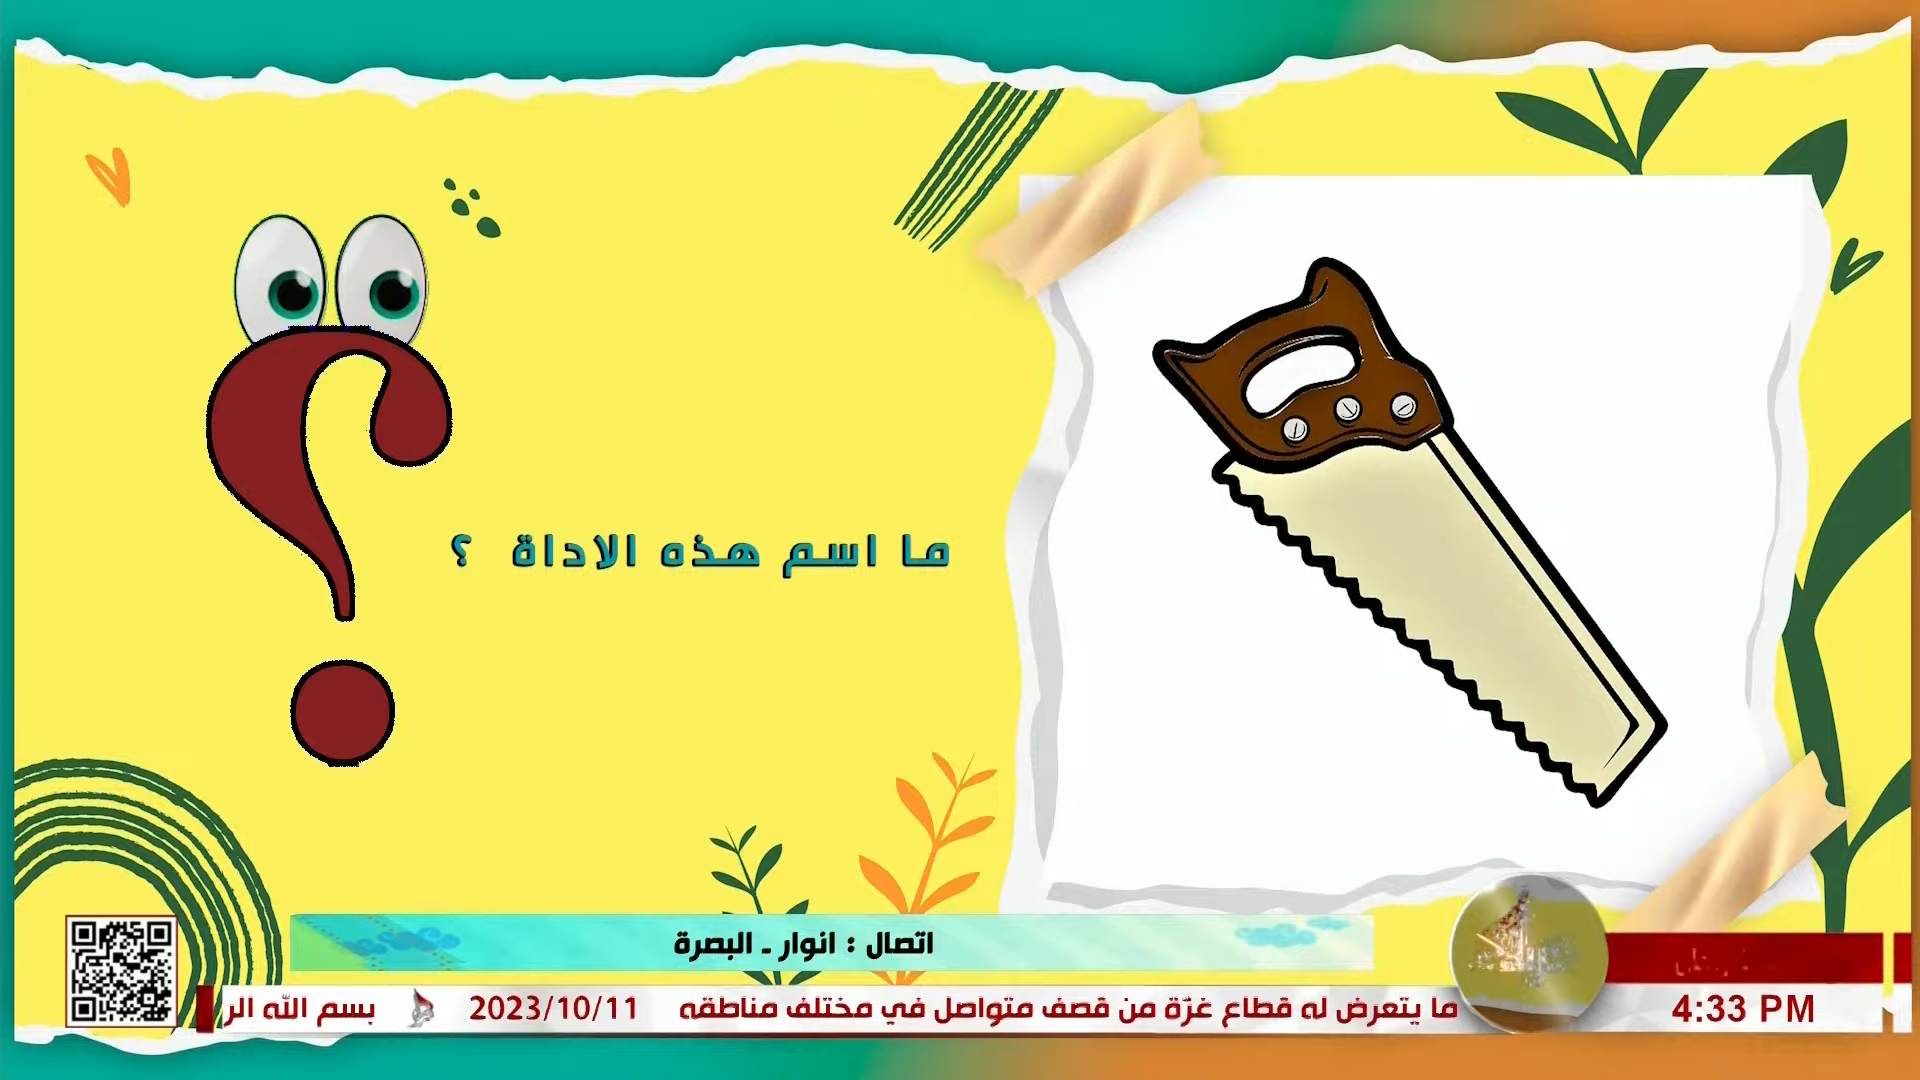 ما اسم هذه الاداة ؟
اتصال : انوار ـ البصرة
ما يتعرض له قطاع غزة من قصف متواصل في مختلف مناطقه
2023/10/11
بسم الله الر
4:33 PM